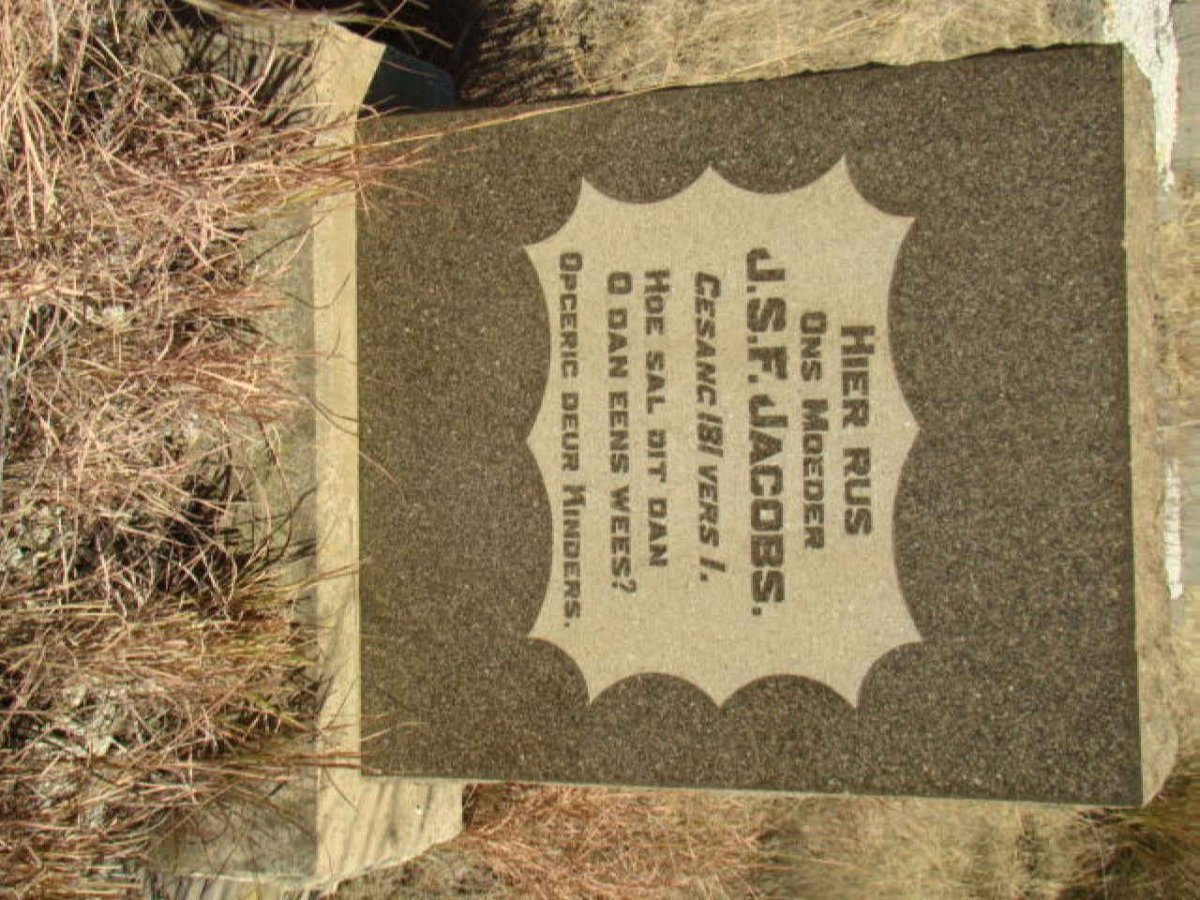 HIER RUS
ONS MOEDER
J.S.F. JACOBS.
GESANG 181 VERS 1.
HOE SAL DIT DAN
O DAN EENS WEES?
OPGERIG DEUR KINDERS.